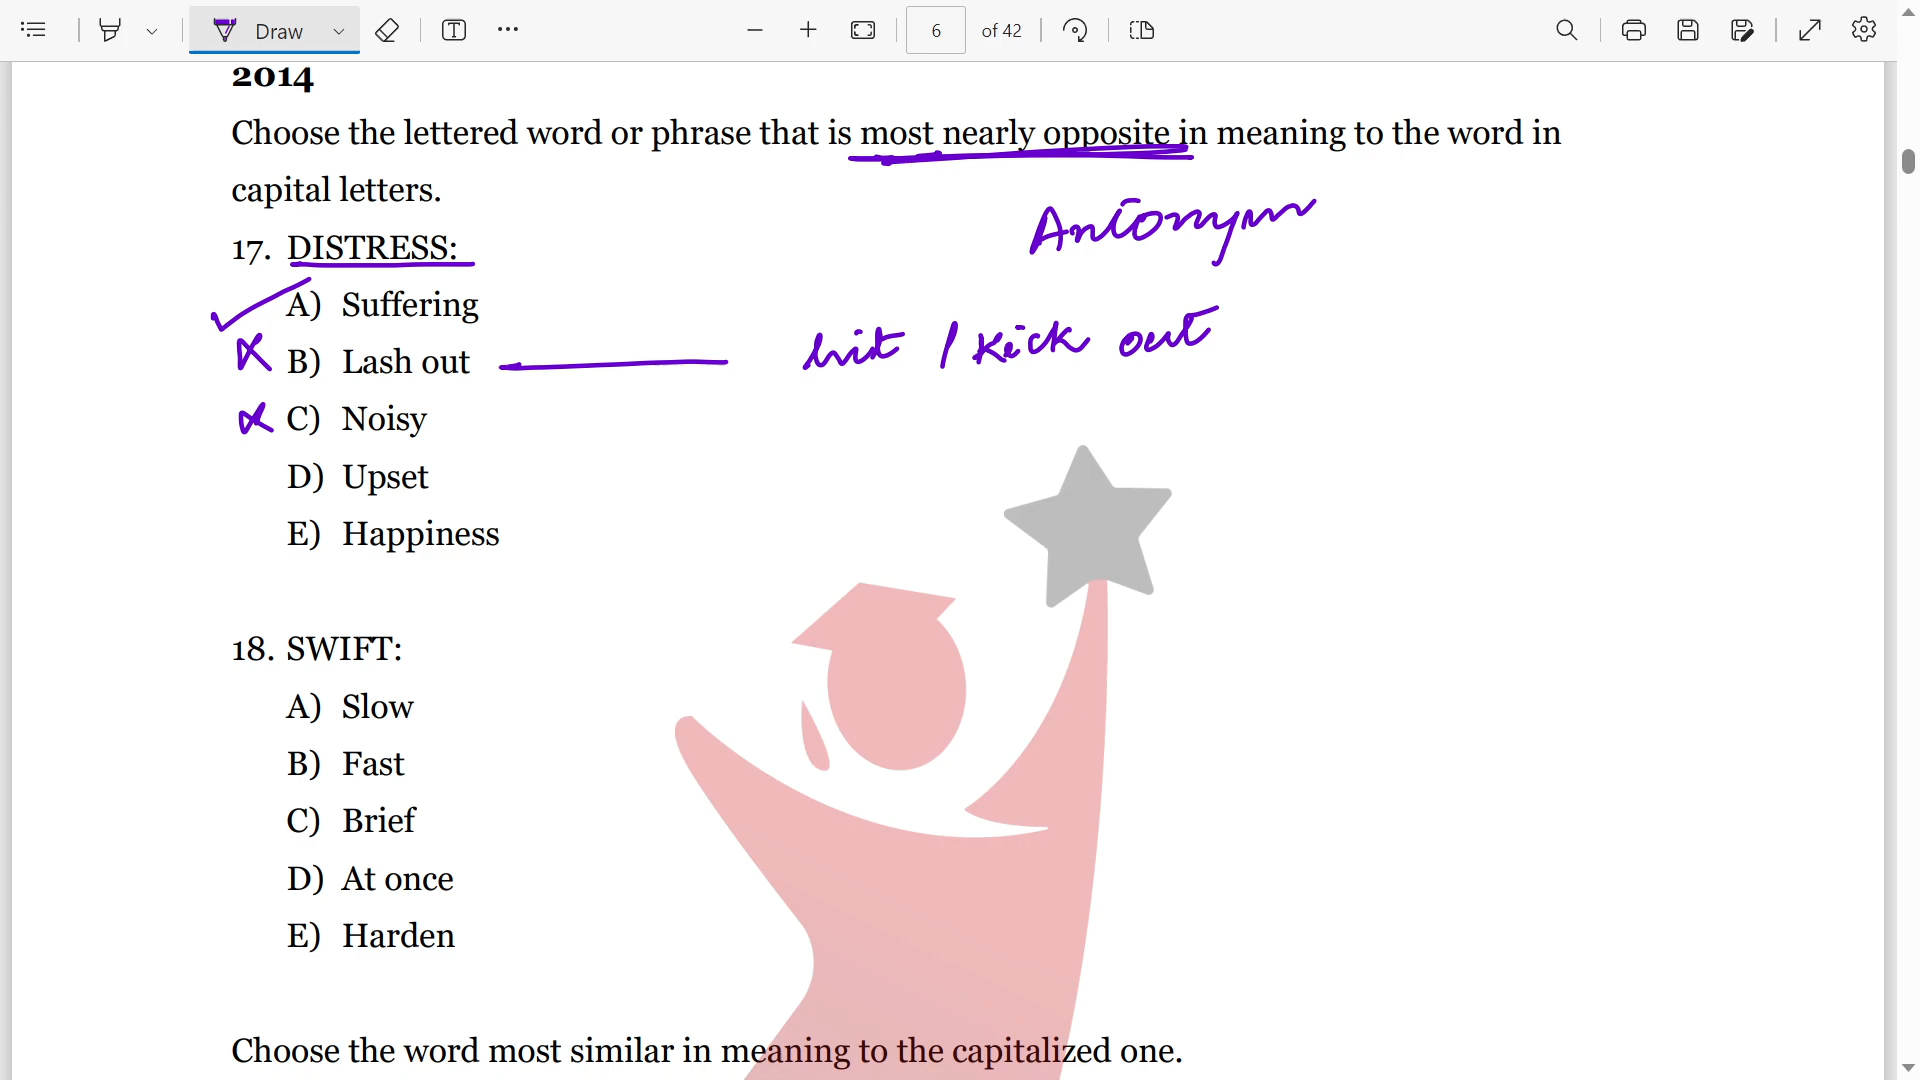 Draw
6 of 42
2014
Choose the lettered word or phrase that is most nearly opposite in meaning to the word in
capital letters.
Antonym
17. DISTRESS:
A) Suffering
B) Lash out hit / kick out
C) Noisy
D) Upset
E) Happiness
18. SWIFT:
A) Slow
B) Fast
C) Brief
D) At once
E) Harden
Choose the word most similar in meaning to the capitalized one.